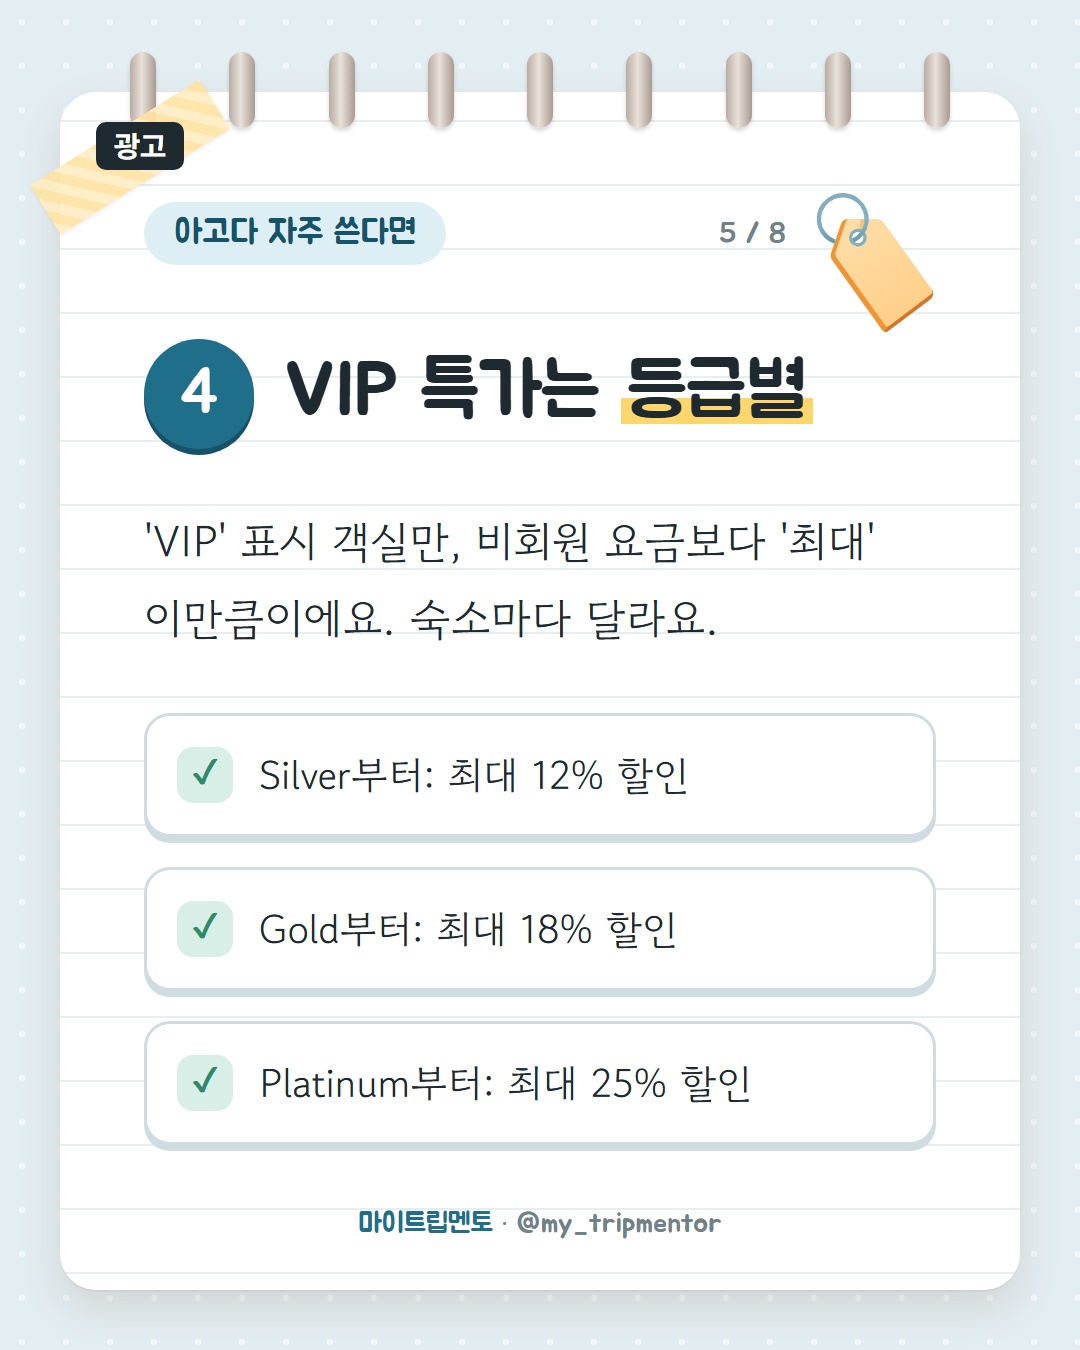 광고
아고다 자주 쓴다면
5 / 8
4 VIP 특가는 등급별
'VIP' 표시 객실만, 비회원 요금보다 '최대'
이만큼이에요. 숙소마다 달라요.
✓ Silver부터: 최대 12% 할인
✓ Gold부터: 최대 18% 할인
✓ Platinum부터: 최대 25% 할인
마이트립멘토 · @my_tripmentor